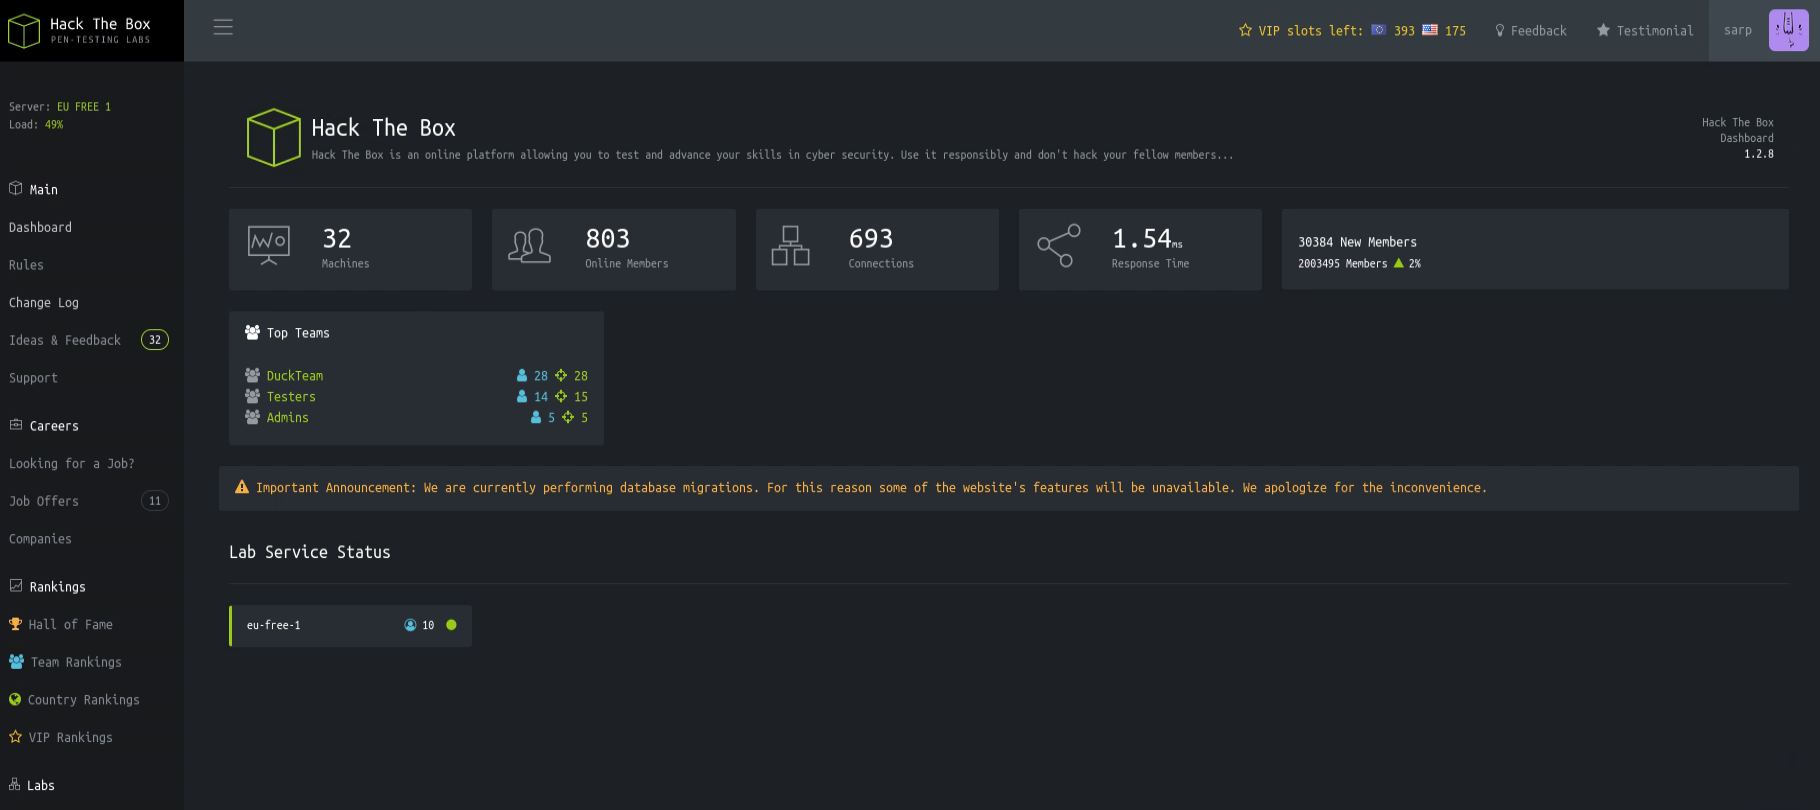 Hack The Box
PEN-TESTING LABS
VIP slots left: 393 175
Feedback
Testimonial
sarp
Server: EU FREE 1
Load: 49%
Main
Dashboard
Rules
Change Log
Ideas & Feedback 32
Support
Careers
Looking for a Job?
Job Offers 11
Companies
Rankings
Hall of Fame
Team Rankings
Country Rankings
VIP Rankings
Labs
Hack The Box
Hack The Box is an online platform allowing you to test and advance your skills in cyber security. Use it responsibly and don't hack your fellow members...
Hack The Box
Dashboard
1.2.8
32
Machines
803
Online Members
693
Connections
1.54ms
Response Time
30384 New Members
2003495 Members 2%
Top Teams
DuckTeam 28 28
Testers 14 15
Admins 5 5
Important Announcement: We are currently performing database migrations. For this reason some of the website's features will be unavailable. We apologize for the inconvenience.
Lab Service Status
eu-free-1 10